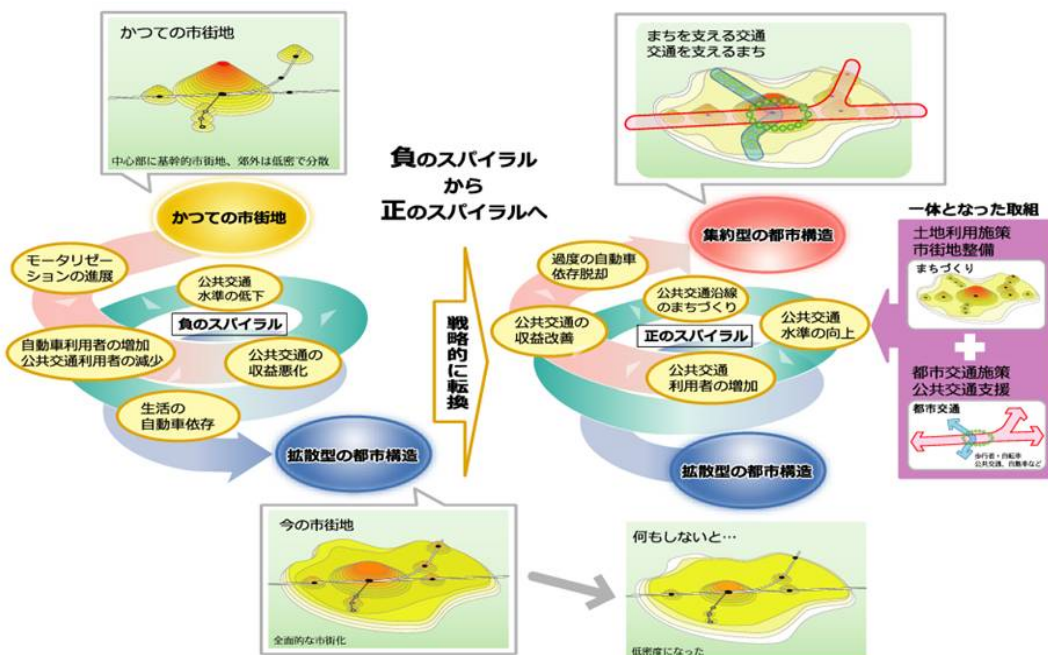 かつての市街地
中心部に基幹的市街地、郊外は低密で分散
負のスパイラル
から
正のスパイラルへ
まちを支える交通
交通を支えるまち
かつての市街地
モータリゼー
ションの進展
公共交通
水準の低下
負のスパイラル
自動車利用者の増加
公共交通利用者の減少
公共交通の
収益悪化
生活の
自動車依存
拡散型の都市構造
戦略的に転換
集約型の都市構造
過度の自動車
依存脱却
公共交通沿線
のまちづくり
公共交通の
収益改善
正のスパイラル
公共交通
水準の向上
公共交通
利用者の増加
拡散型の都市構造
一体となった取組
土地利用施策
市街地整備
まちづくり
都市交通施策
公共交通支援
都市交通
歩行者・自転車
公共交通、自動車など
今の市街地
全面的な市街化
何もしないと…
低密度になった